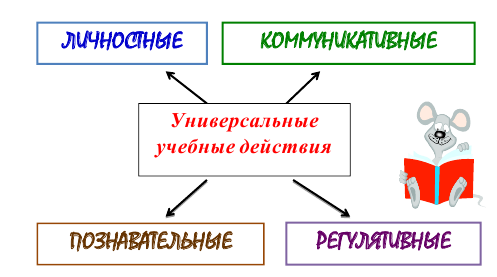 ЛИЧНОСТНЫЕ
КОММУНИКАТИВНЫЕ
Универсальные
учебные действия
ПОЗНАВАТЕЛЬНЫЕ
РЕГУЛЯТИВНЫЕ